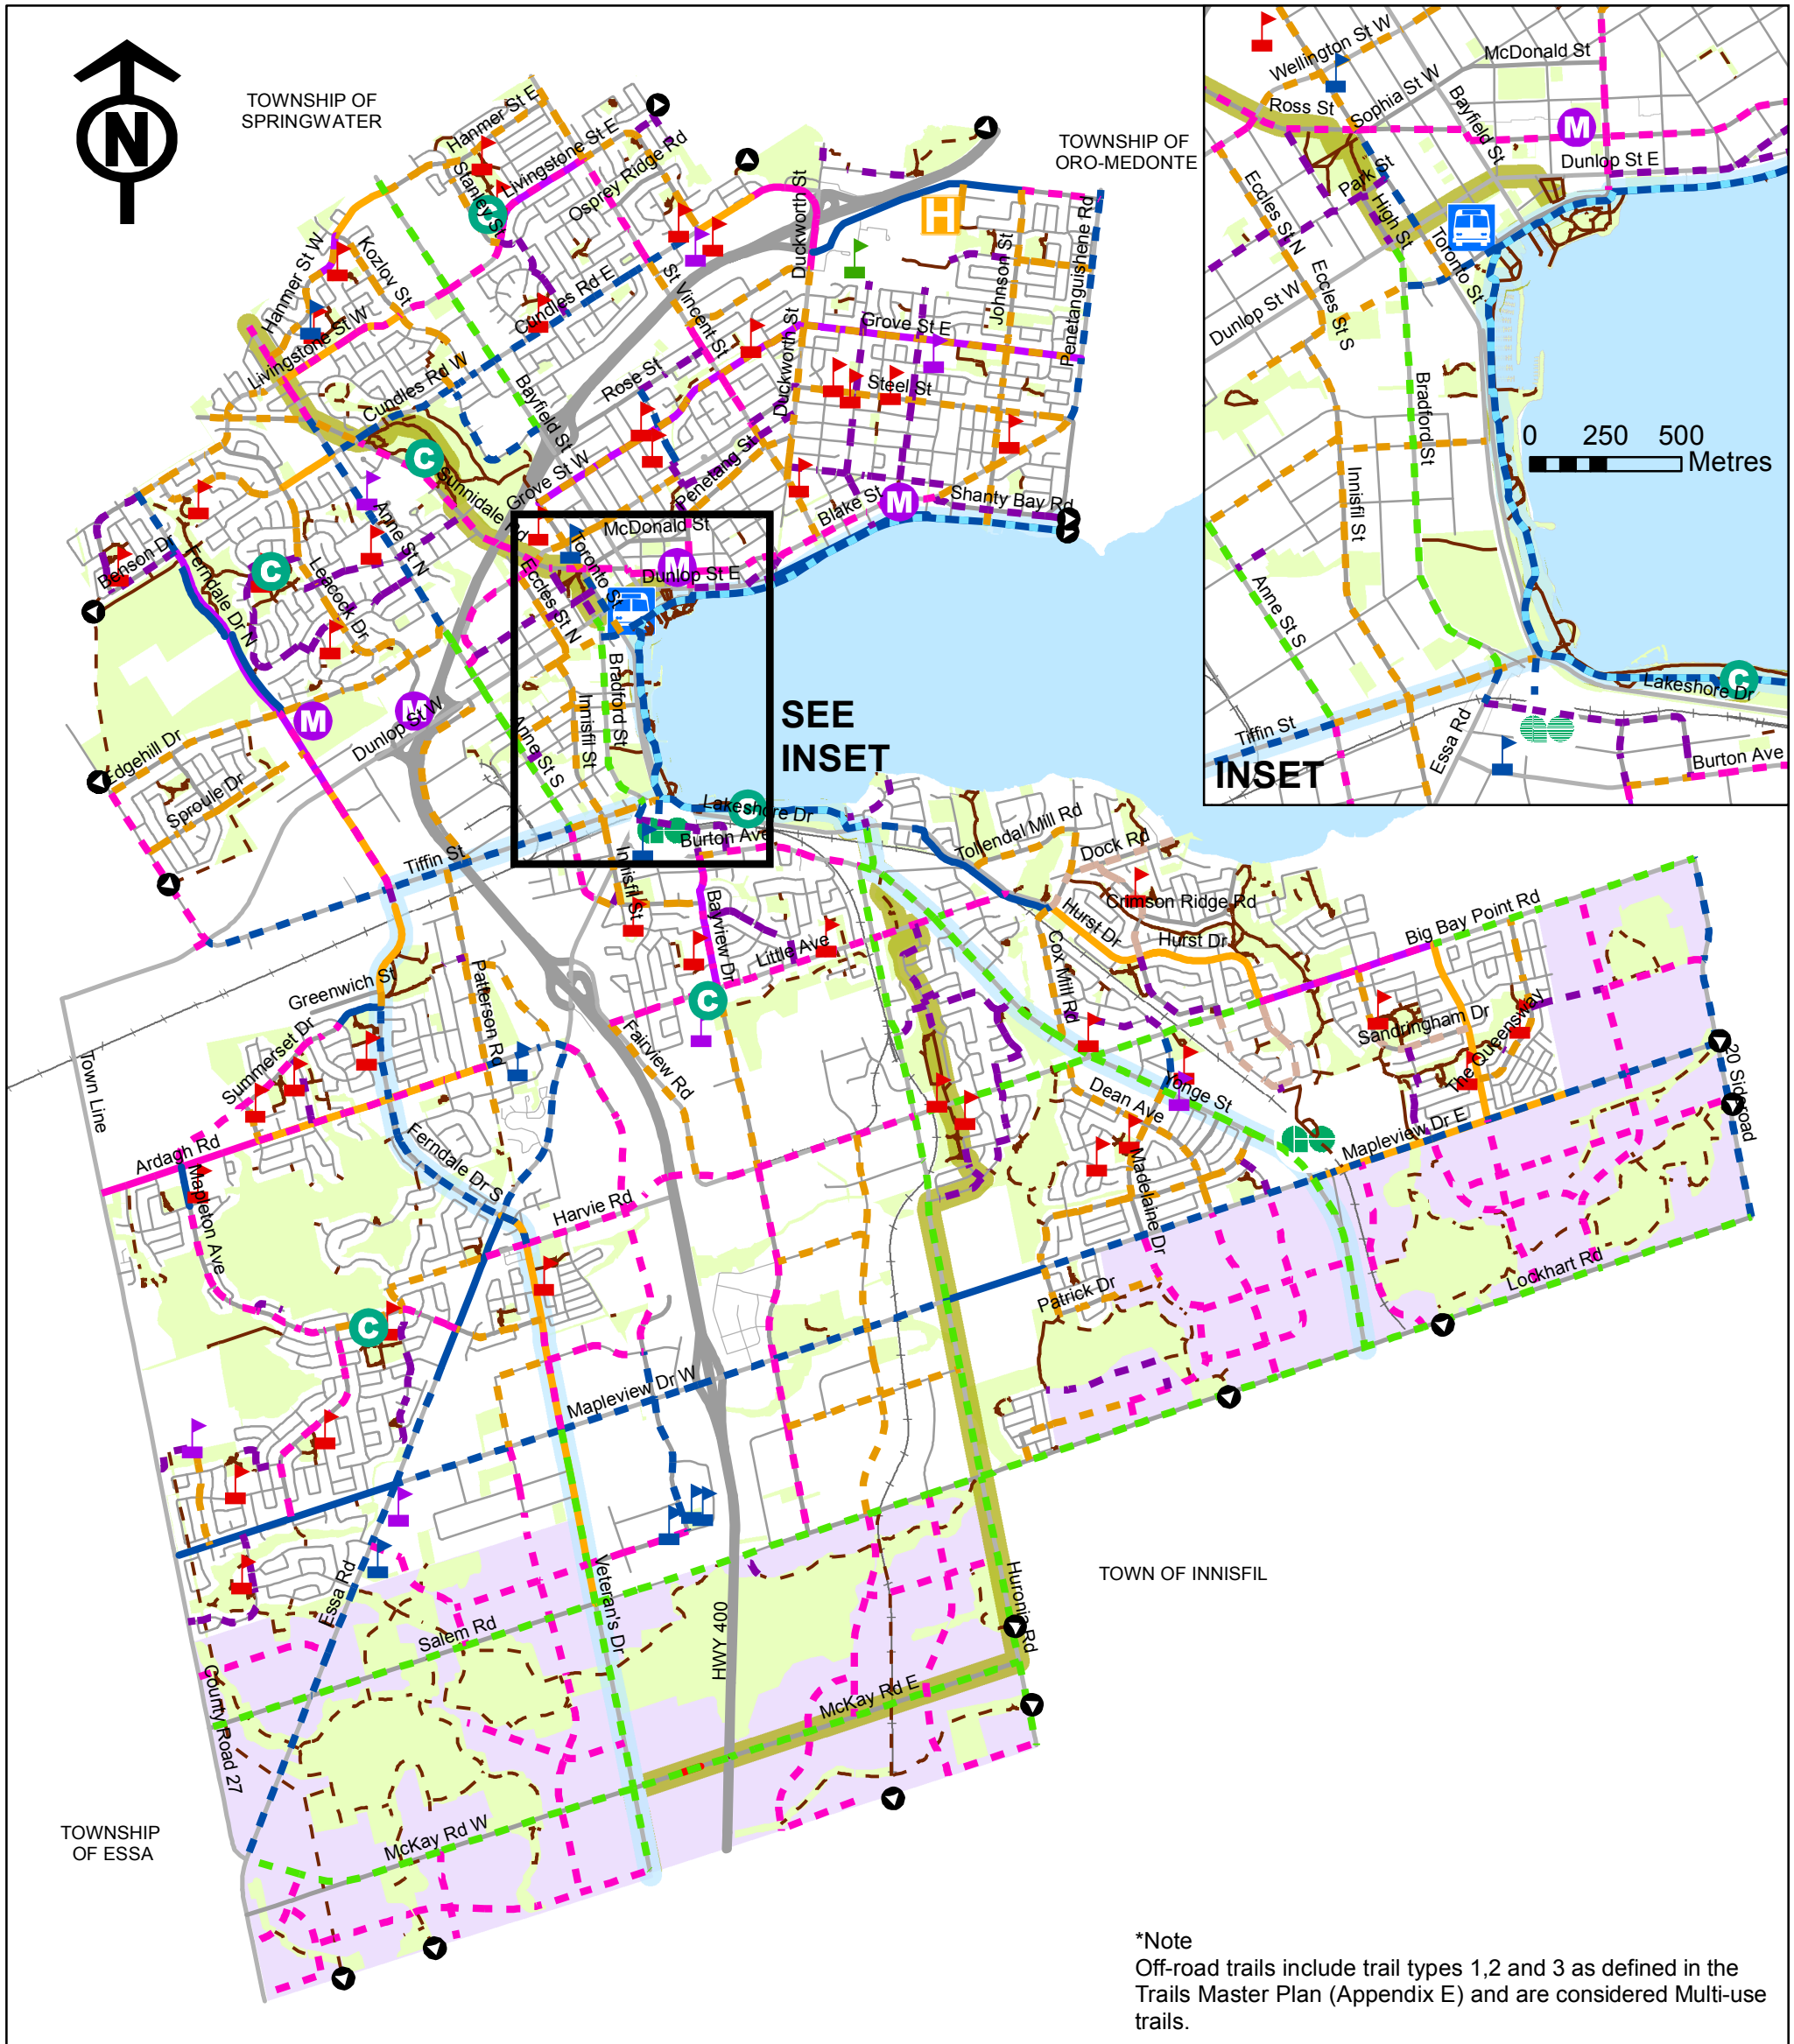 N
TOWNSHIP OF
SPRINGWATER
TOWNSHIP OF
ORO-MEDONTE
Hanmer St E
Livingstone St E
Stanley St
Osprey Ridge Rd
C
H
Hanmer St W
Kozlov St
Cundles Rd E
St Vincent St
Duckworth St
Johnson St
Penetanguishene Rd
Grove St E
Livingstone St W
Cundles Rd W
Bayfield St
Rose St
Duckworth St
Steel St
C
Sunnidale Rd
Grove St W
Penetang St
Anne St N
Blake St
M
Shanty Bay Rd
McDonald St
Toronto St
M
Dunlop St E
Eccles St N
Benson Dr
Ferndale Dr N
C
Leacock Dr
M
M
Dunlop St W
Bradford St
Innisfil St
Anne St S
SEE
INSET
Edgehill Dr
Sproule Dr
Tiffin St
C
Lakeshore Dr
Burton Ave
Innisfil St
Bayview Dr
Little Ave
C
Tollendal Mill Rd
Dock Rd
Crimson Ridge Rd
Hurst Dr
Hurst Dr
Cox Mill Rd
Big Bay Point Rd
Sandringham Dr
The Queensway
20 Sideroad
Mapleview Dr E
Lockhart Rd
Yonge St
Dean Ave
Madelaine Dr
Patrick Dr
Greenwich St
Patterson Rd
Fairview Rd
Summerset Dr
Town Line
Ardagh Rd
Mapleton Ave
Ferndale Dr S
Harvie Rd
C
Mapleview Dr W
Essa Rd
Veteran's Dr
Salem Rd
HWY 400
Huronia Rd
McKay Rd E
County Road 27
McKay Rd W
TOWN OF INNISFIL
TOWNSHIP
OF ESSA
Wellington St W
McDonald St
Ross St
Sophia St W
Bayfield St
M
Dunlop St E
Park St
High St
Eccles St N
Toronto St
Eccles St S
Dunlop St W
Bradford St
0 250 500
Metres
Innisfil St
Anne St S
C
Lakeshore Dr
Tiffin St
Essa Rd
Burton Ave
INSET
*Note
Off-road trails include trail types 1,2 and 3 as defined in the
Trails Master Plan (Appendix E) and are considered Multi-use
trails.